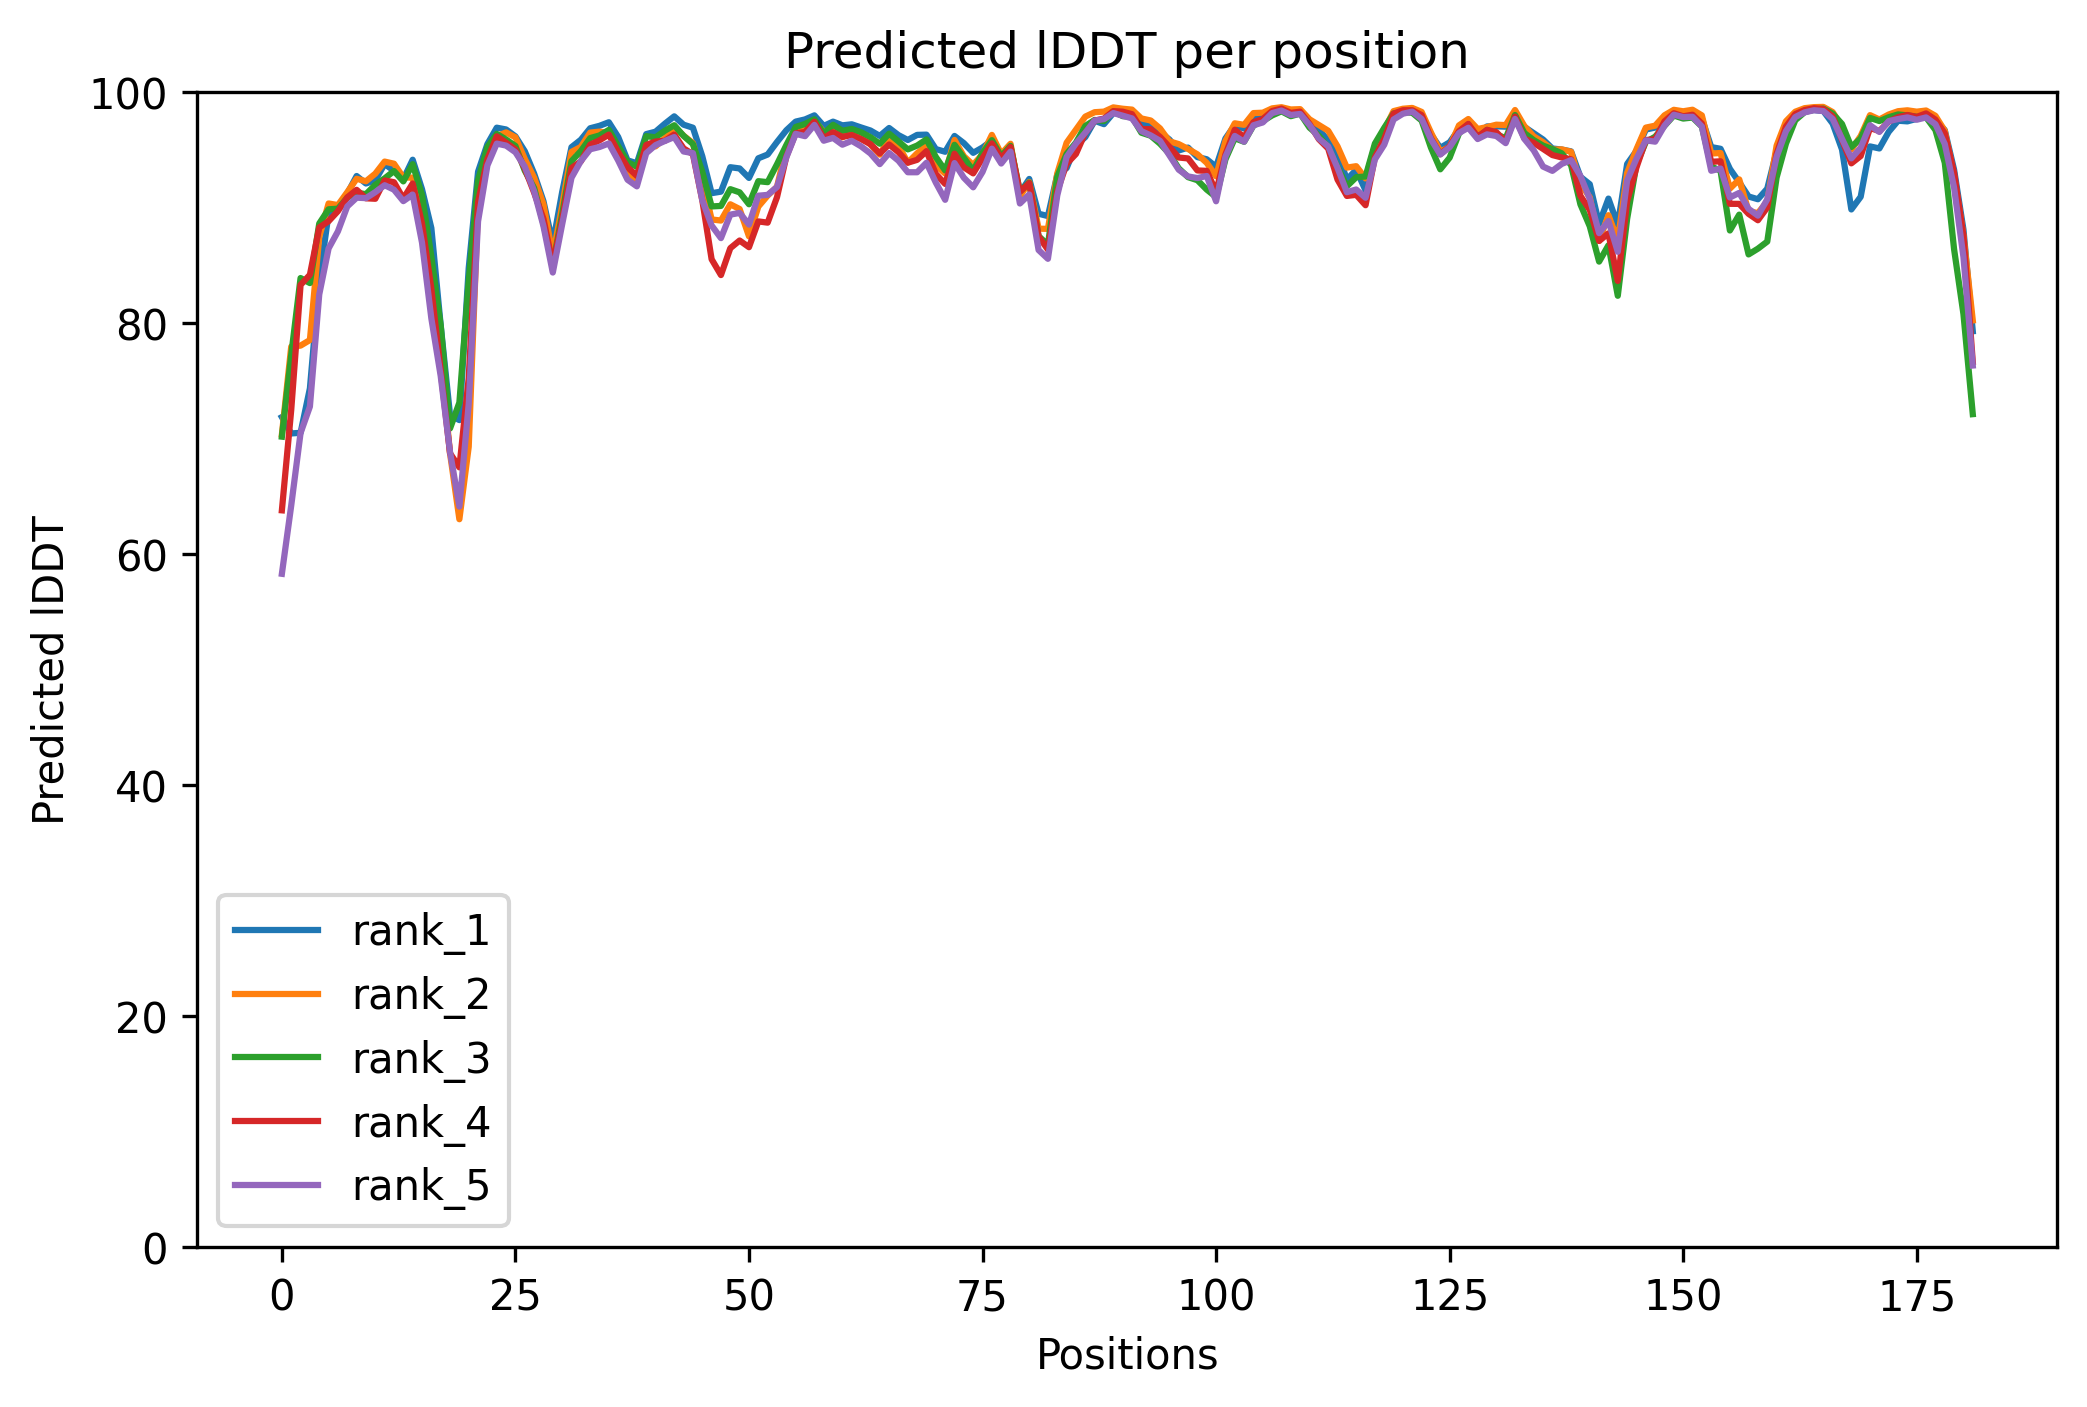 Predicted lDDT per position
100
80
60
40
20
0
Predicted lDDT
rank_1
rank_2
rank_3
rank_4
rank_5
0 25 50 75 100 125 150 175
Positions